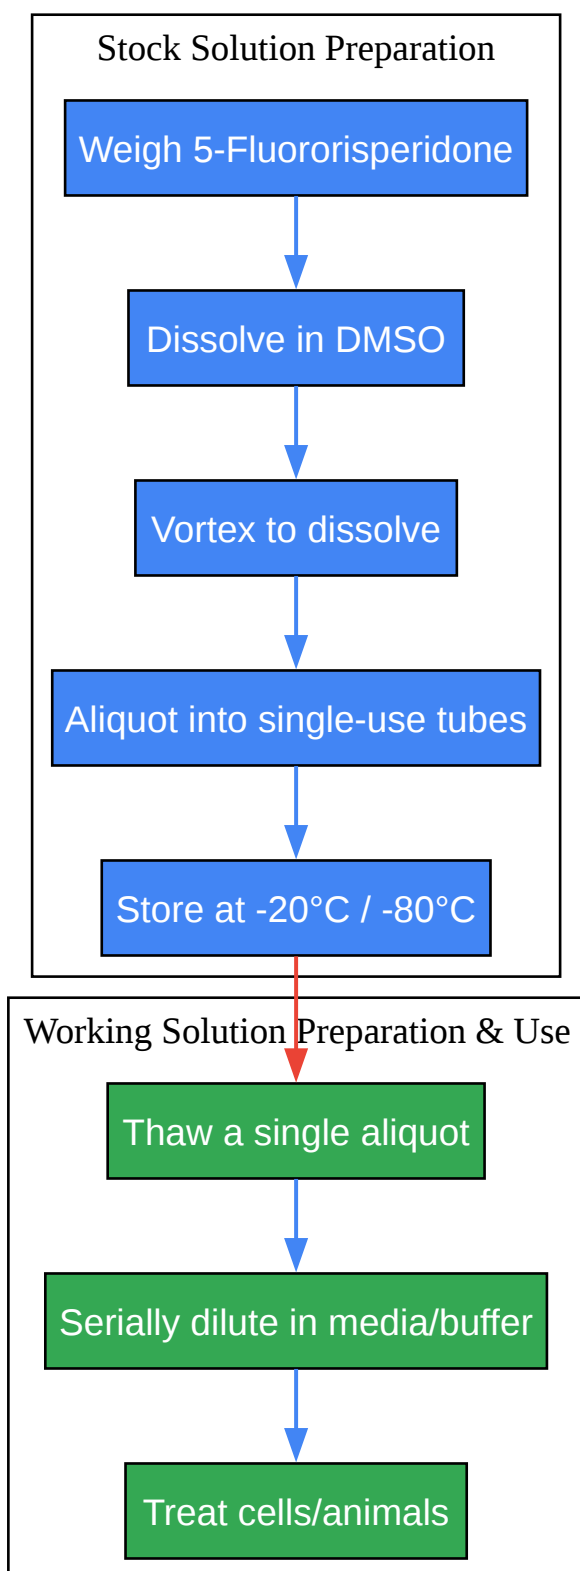 Stock Solution Preparation
Weigh 5-Fluororisperidone
Dissolve in DMSO
Vortex to dissolve
Aliquot into single-use tubes
Store at -20°C / -80°C
Working Solution Preparation & Use
Thaw a single aliquot
Serially dilute in media/buffer
Treat cells/animals